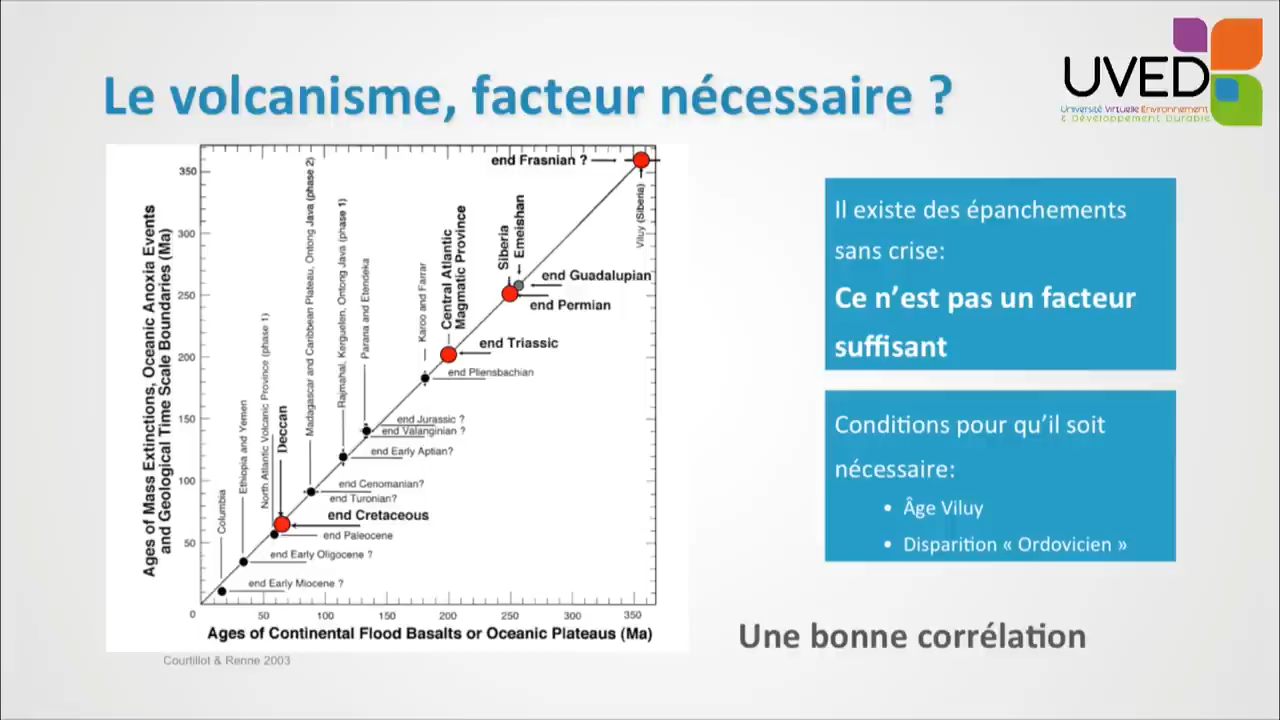 Le volcanisme, facteur nécessaire ?
UVED
Université Virtuelle Environnement
& Développement Durable
Ages of Mass Extinctions, Oceanic Anoxia Events
and Geological Time Scale Boundaries (Ma)
350
300
250
200
150
100
50
0
50
100
150
200
250
300
350
Columbia
Ethiopia and Yemen
North Atlantic Volcanic Province (phase 1)
Deccan
Madagascar and Caribbean Plateau, Ontong Java (phase 2)
Rajmahal, Kerguelen, Ontong Java (phase 1)
Parana and Etendeka
Karoo and Farrar
Central Atlantic
Magmatic Province
Siberia
Emeishan
Viluy (Siberia)
end Frasnian ?
end Guadalupian
end Permian
end Triassic
end Pliensbachian
end Jurassic ?
end Valanginian ?
end Early Aptian?
end Cenomanian?
end Turonian?
end Cretaceous
end Paleocene
end Early Oligocene ?
end Early Miocene ?
Ages of Continental Flood Basalts or Oceanic Plateaus (Ma)
Courtillot & Renne 2003
Il existe des épanchements
sans crise:
Ce n'est pas un facteur
suffisant
Conditions pour qu'il soit
nécessaire:
• Âge Viluy
• Disparition « Ordovicien »
Une bonne corrélation